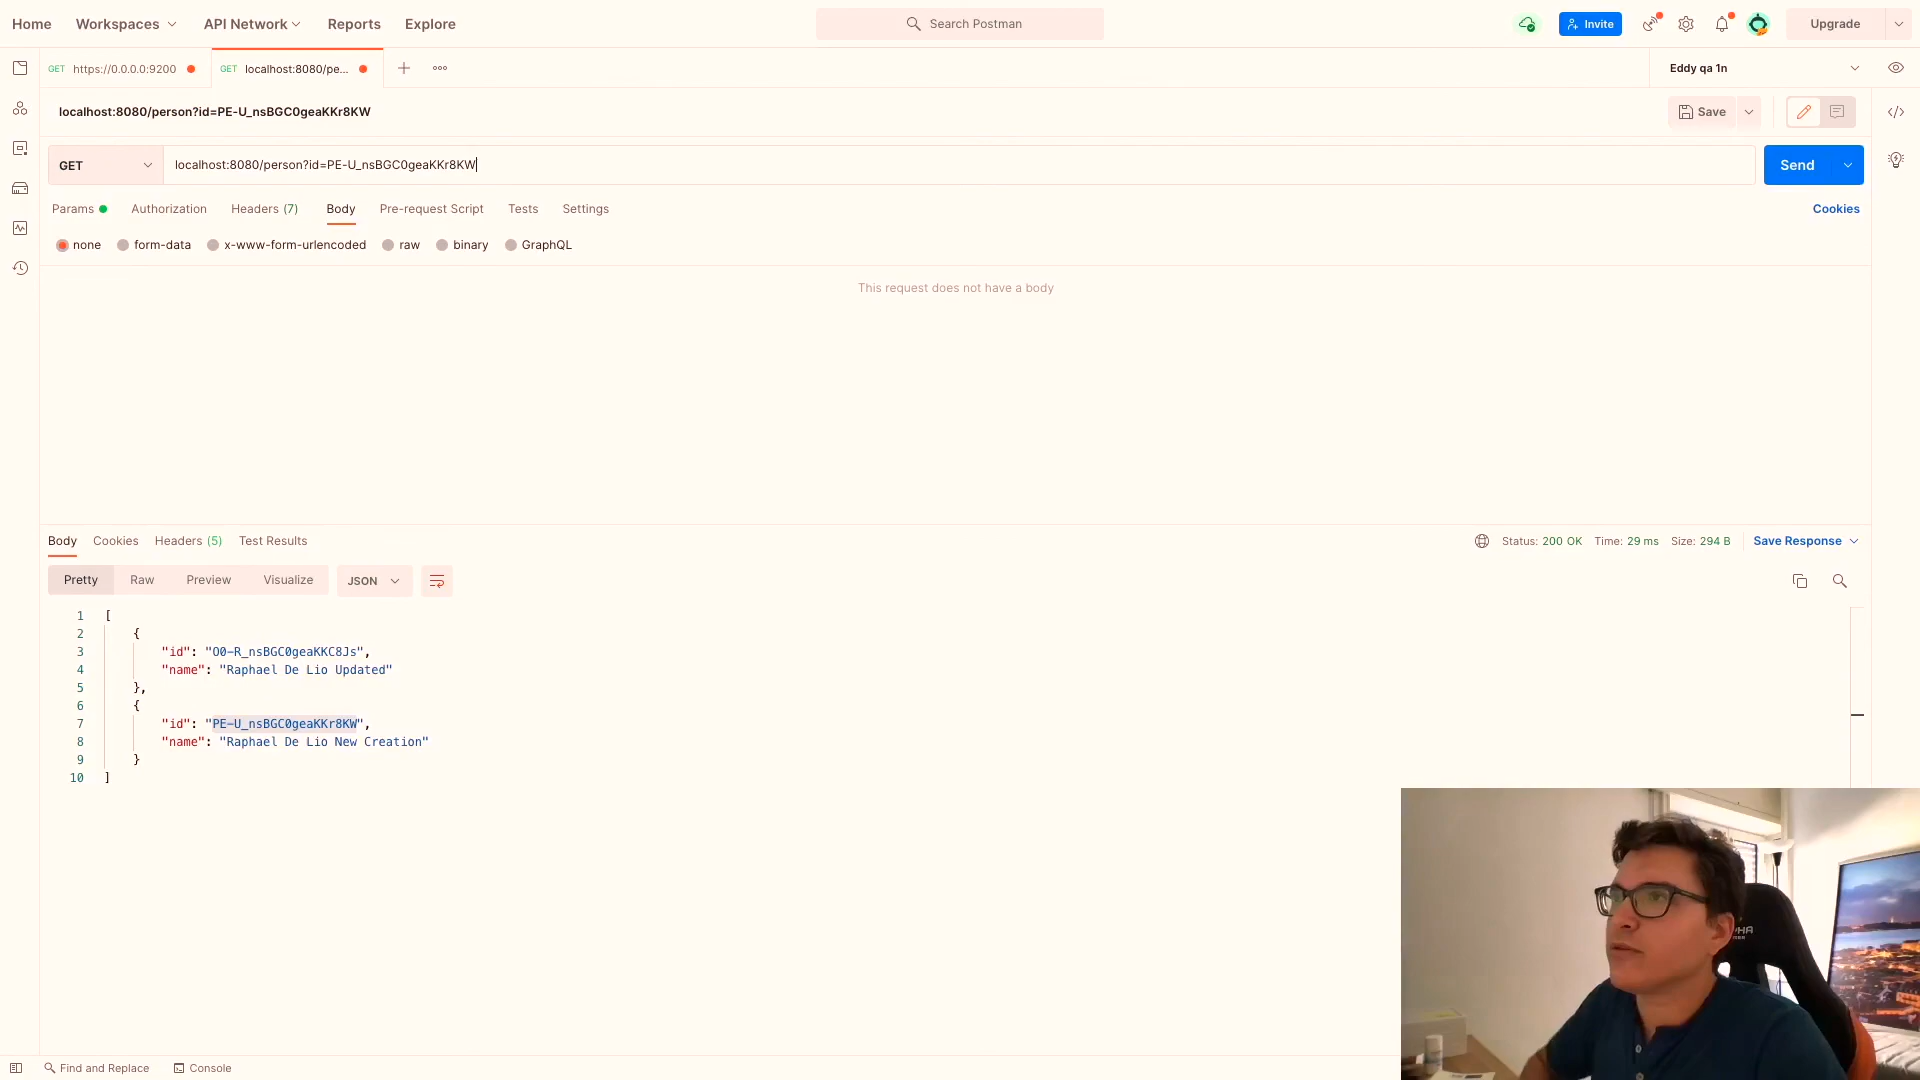 Home Workspaces API Network Reports Explore Search Postman Invite Upgrade
GET https://0.0.0.0:9200 GET localhost:8080/pe... Eddy qa 1n
localhost:8080/person?id=PE-U_nsBGC0geaKKr8KW Save
GET localhost:8080/person?id=PE-U_nsBGC0geaKKr8KW Send
Params Authorization Headers (7) Body Pre-request Script Tests Settings Cookies
none form-data x-www-form-urlencoded raw binary GraphQL
This request does not have a body
Body Cookies Headers (5) Test Results Status: 200 OK Time: 29 ms Size: 294 B Save Response
Pretty Raw Preview Visualize JSON
1 [
2 {
3 "id": "O0-R_nsBGC0geaKKC8Js",
4 "name": "Raphael De Lio Updated"
5 },
6 {
7 "id": "PE-U_nsBGC0geaKKr8KW",
8 "name": "Raphael De Lio New Creation"
9 }
10 ]
Find and Replace Console